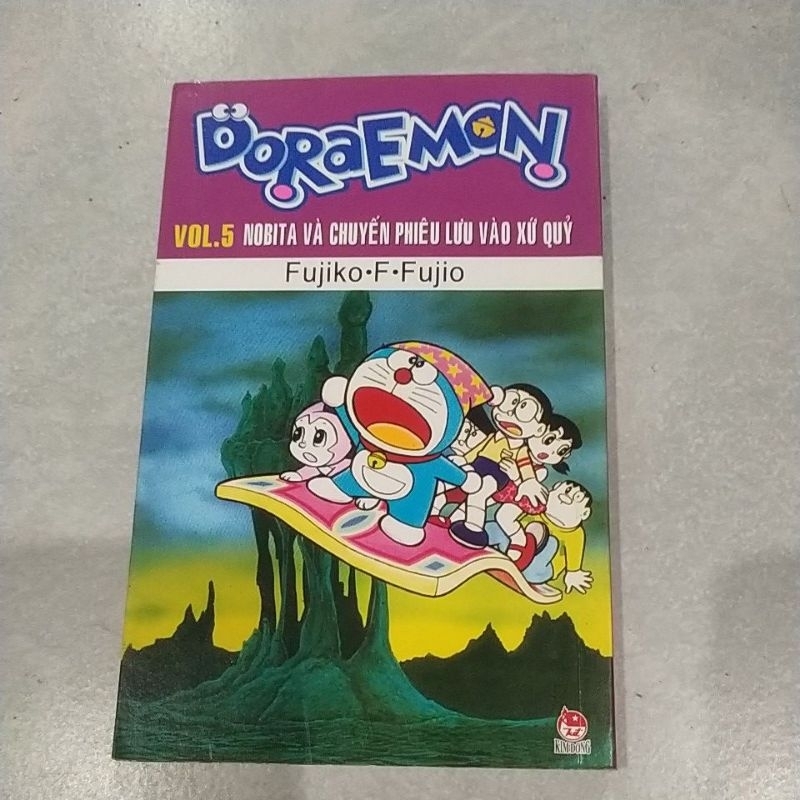 DORAEMON
VOL.5 NOBITA VÀ CHUYẾN PHIÊU LƯU VÀO XỨ QUỶ
Fujiko·F·Fujio
KIM ĐỒNG